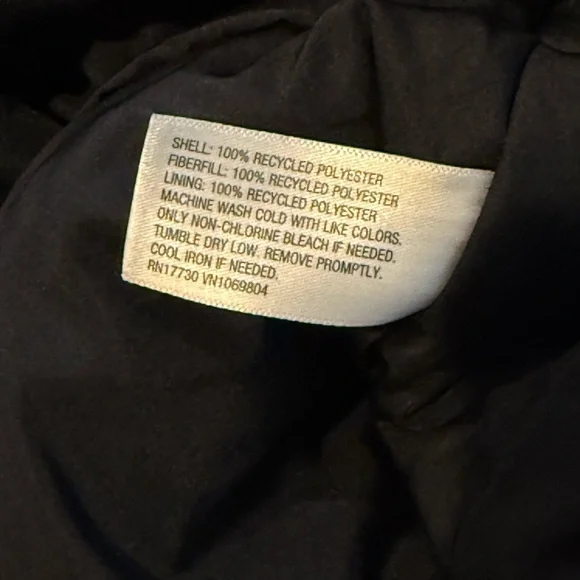 SHELL: 100% RECYCLED POLYESTER
FIBERFILL: 100% RECYCLED POLYESTER
LINING: 100% RECYCLED POLYESTER
MACHINE WASH COLD WITH LIKE COLORS.
ONLY NON-CHLORINE BLEACH IF NEEDED.
TUMBLE DRY LOW. REMOVE PROMPTLY.
COOL IRON IF NEEDED.
RN17730 VN1069804